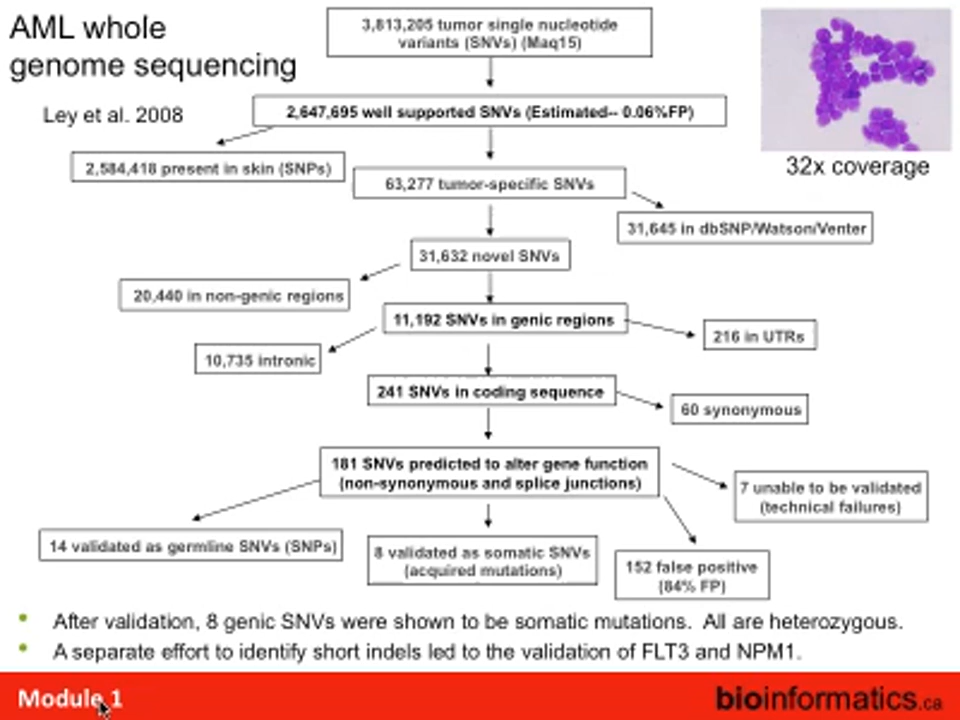 AML whole
genome sequencing
Ley et al. 2008
3,813,205 tumor single nucleotide
variants (SNVs) (Maq15)
32x coverage
2,647,695 well supported SNVs (Estimated-- 0.06%FP)
2,584,418 present in skin (SNPs)
63,277 tumor-specific SNVs
31,645 in dbSNP/Watson/Venter
31,632 novel SNVs
20,440 in non-genic regions
11,192 SNVs in genic regions
216 in UTRs
10,735 intronic
241 SNVs in coding sequence
60 synonymous
181 SNVs predicted to alter gene function
(non-synonymous and splice junctions)
7 unable to be validated
(technical failures)
14 validated as germline SNVs (SNPs)
8 validated as somatic SNVs
(acquired mutations)
152 false positive
(84% FP)
• After validation, 8 genic SNVs were shown to be somatic mutations. All are heterozygous.
• A separate effort to identify short indels led to the validation of FLT3 and NPM1.
Module 1
bioinformatics.ca